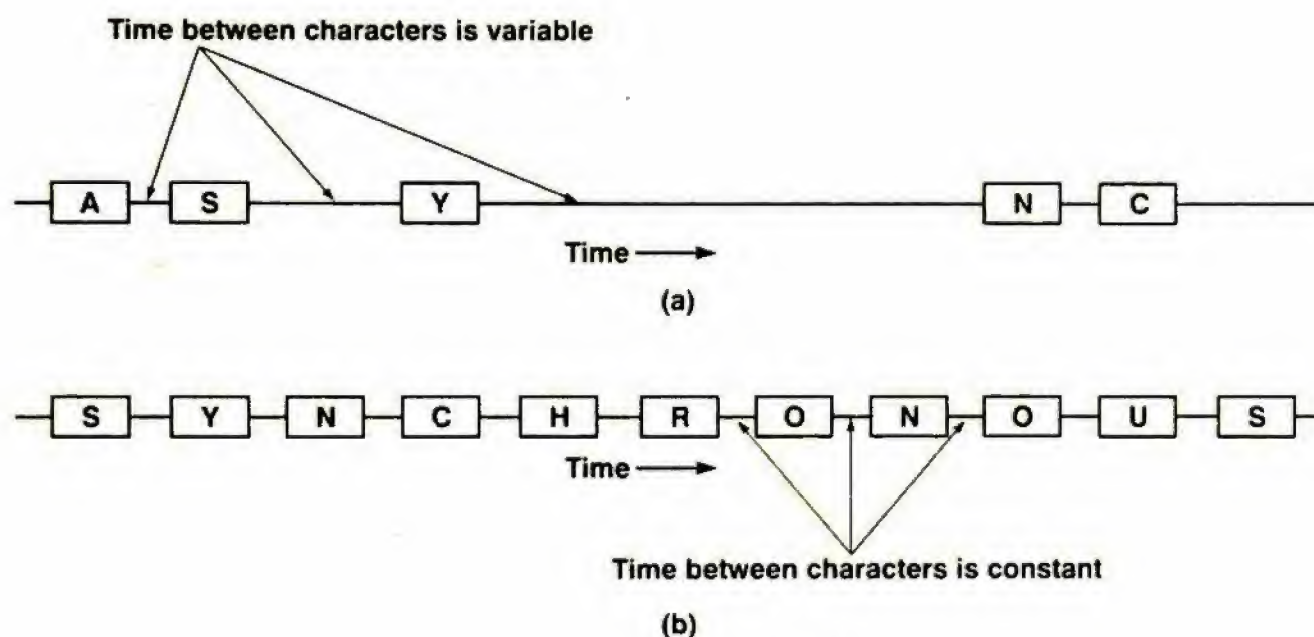 Time between characters is variable
A S Y N C
Time
(a)
S Y N C H R O N O U S
Time
Time between characters is constant
(b)